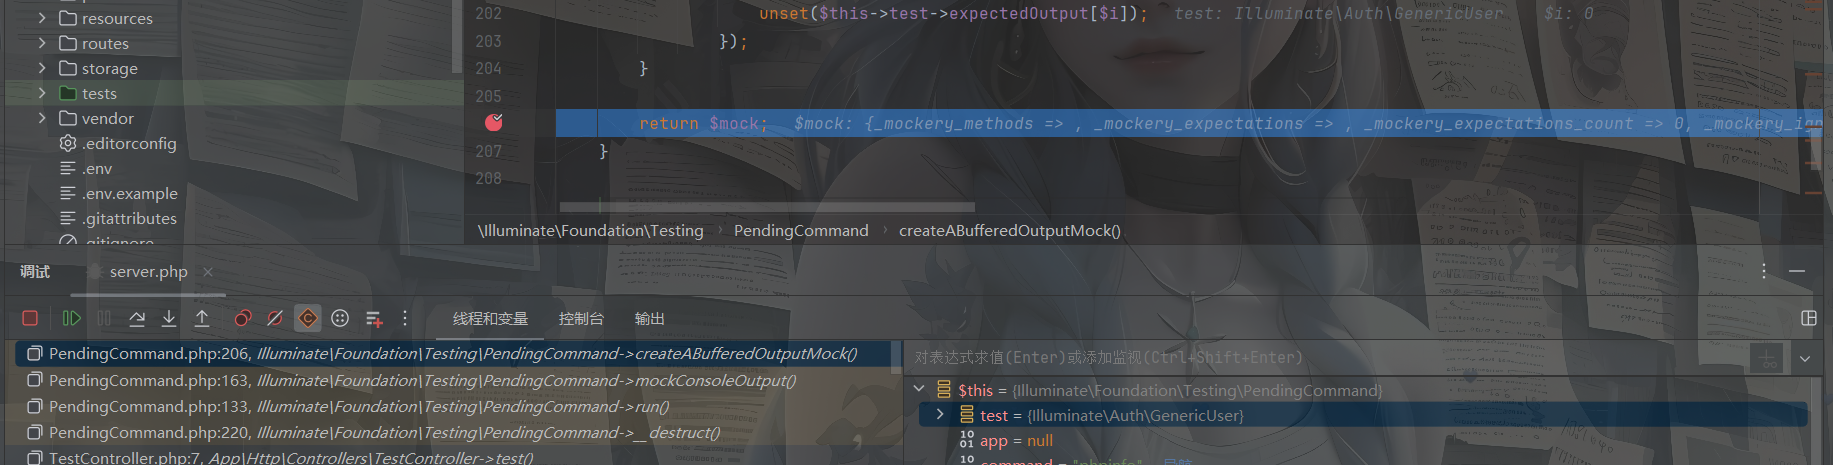 resources
routes
storage
tests
vendor
.editorconfig
.env
.env.example
.gitattributes
.gitignore
202 unset($this->test->expectedOutput[$i]); test: Illuminate\Auth\GenericUser $i: 0
203 });
204 }
205
return $mock; $mock: {_mockery_methods => , _mockery_expectations => , _mockery_expectations_count => 0, _mockery_ign
207 }
208
\Illuminate\Foundation\Testing › PendingCommand › createABufferedOutputMock()
调试 server.php ×
线程和变量 控制台 输出
PendingCommand.php:206, Illuminate\Foundation\Testing\PendingCommand->createABufferedOutputMock()
PendingCommand.php:163, Illuminate\Foundation\Testing\PendingCommand->mockConsoleOutput()
PendingCommand.php:133, Illuminate\Foundation\Testing\PendingCommand->run()
PendingCommand.php:220, Illuminate\Foundation\Testing\PendingCommand->__destruct()
TestController.php:7, App\Http\Controllers\TestController->test()
对表达式求值(Enter)或添加监视(Ctrl+Shift+Enter)
$this = {Illuminate\Foundation\Testing\PendingCommand}
test = {Illuminate\Auth\GenericUser}
app = null
command = "phpinfo" 导航